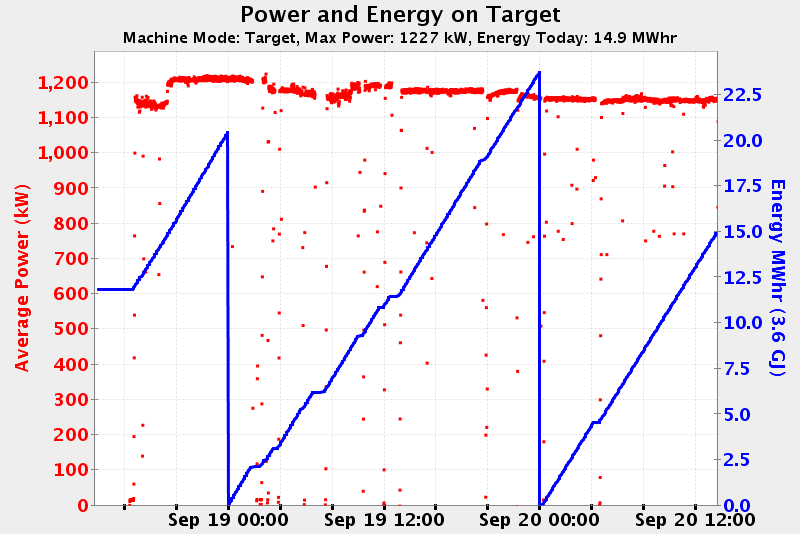 Power and Energy on Target
Machine Mode: Target, Max Power: 1227 kW, Energy Today: 14.9 MWhr
Average Power (kW)
1,200
1,100
1,000
900
800
700
600
500
400
300
200
100
0
22.5
20.0
17.5
15.0
12.5
10.0
7.5
5.0
2.5
0.0
Energy MWhr (3.6 GJ)
Sep 19 00:00
Sep 19 12:00
Sep 20 00:00
Sep 20 12:00